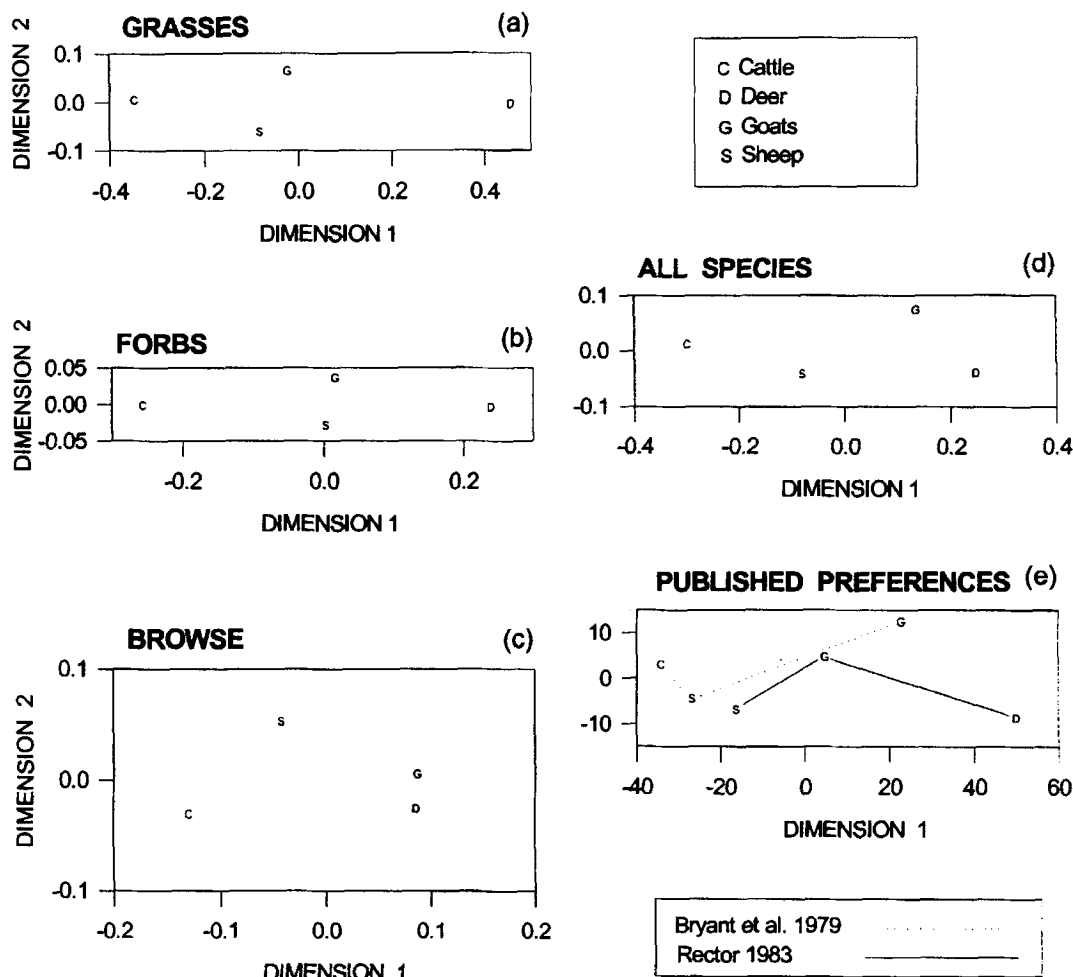 GRASSES
(a)
DIMENSION 2
0.1
G
C
D
0.0
S
-0.1
-0.4
-0.2
0.0
0.2
0.4
DIMENSION 1
C Cattle
D Deer
G Goats
S Sheep
FORBS
(b)
DIMENSION 2
0.05
G
C
D
0.00
S
-0.05
-0.2
0.0
0.2
DIMENSION 1
BROWSE
(c)
DIMENSION 2
0.1
S
0.0
G
D
C
-0.1
-0.2
-0.1
0.0
0.1
0.2
DIMENSION 1
ALL SPECIES
(d)
0.1
G
C
0.0
S
D
-0.1
-0.4
-0.2
0.0
0.2
0.4
DIMENSION 1
PUBLISHED PREFERENCES
(e)
10
G
G
C
0
S
S
D
-10
-40
-20
0
20
40
60
DIMENSION 1
Bryant et al. 1979
Rector 1983